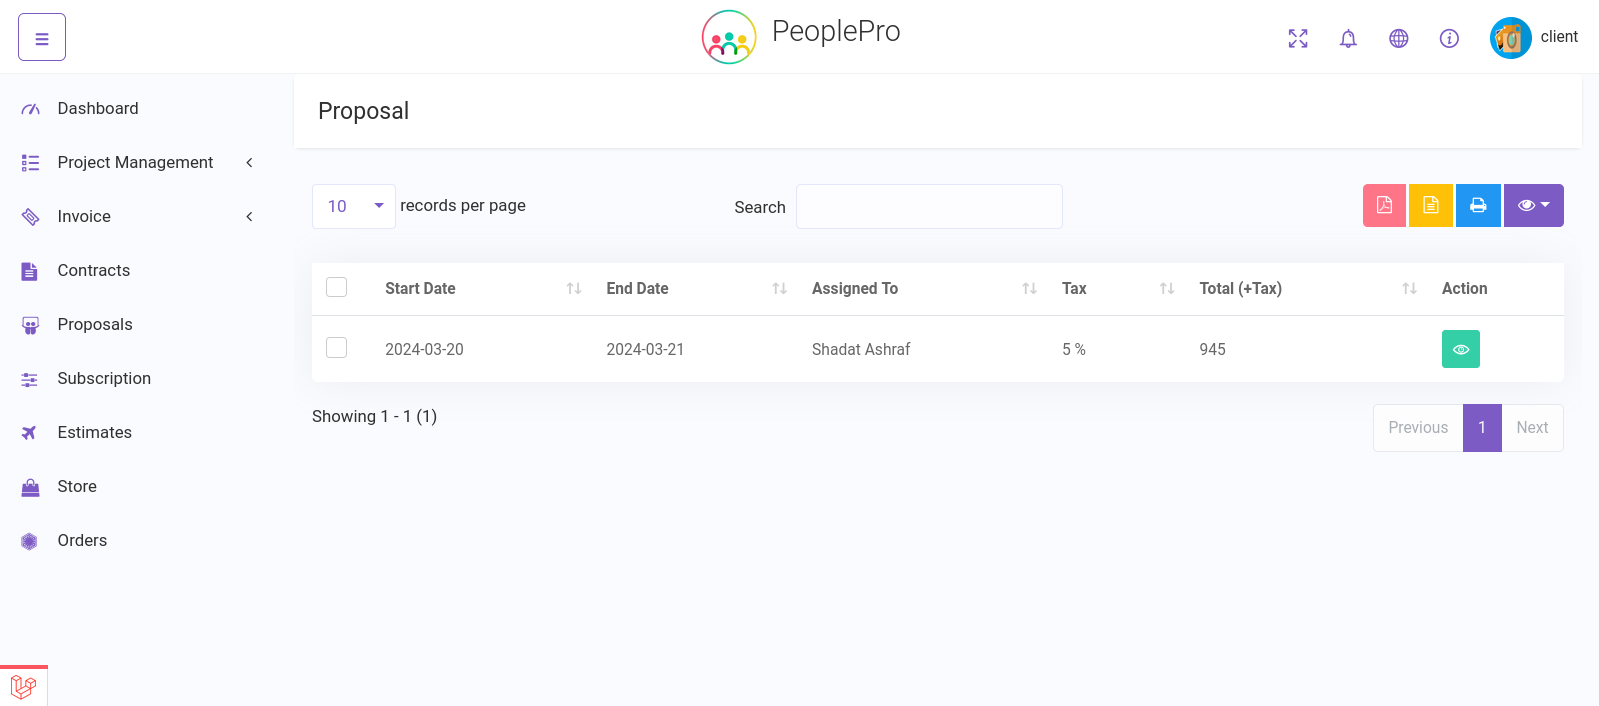 PeoplePro
client
Dashboard
Project Management
Invoice
Contracts
Proposals
Subscription
Estimates
Store
Orders
Proposal
10 records per page
Search
Start Date End Date Assigned To Tax Total (+Tax) Action
2024-03-20 2024-03-21 Shadat Ashraf 5 % 945
Showing 1 - 1 (1)
Previous 1 Next